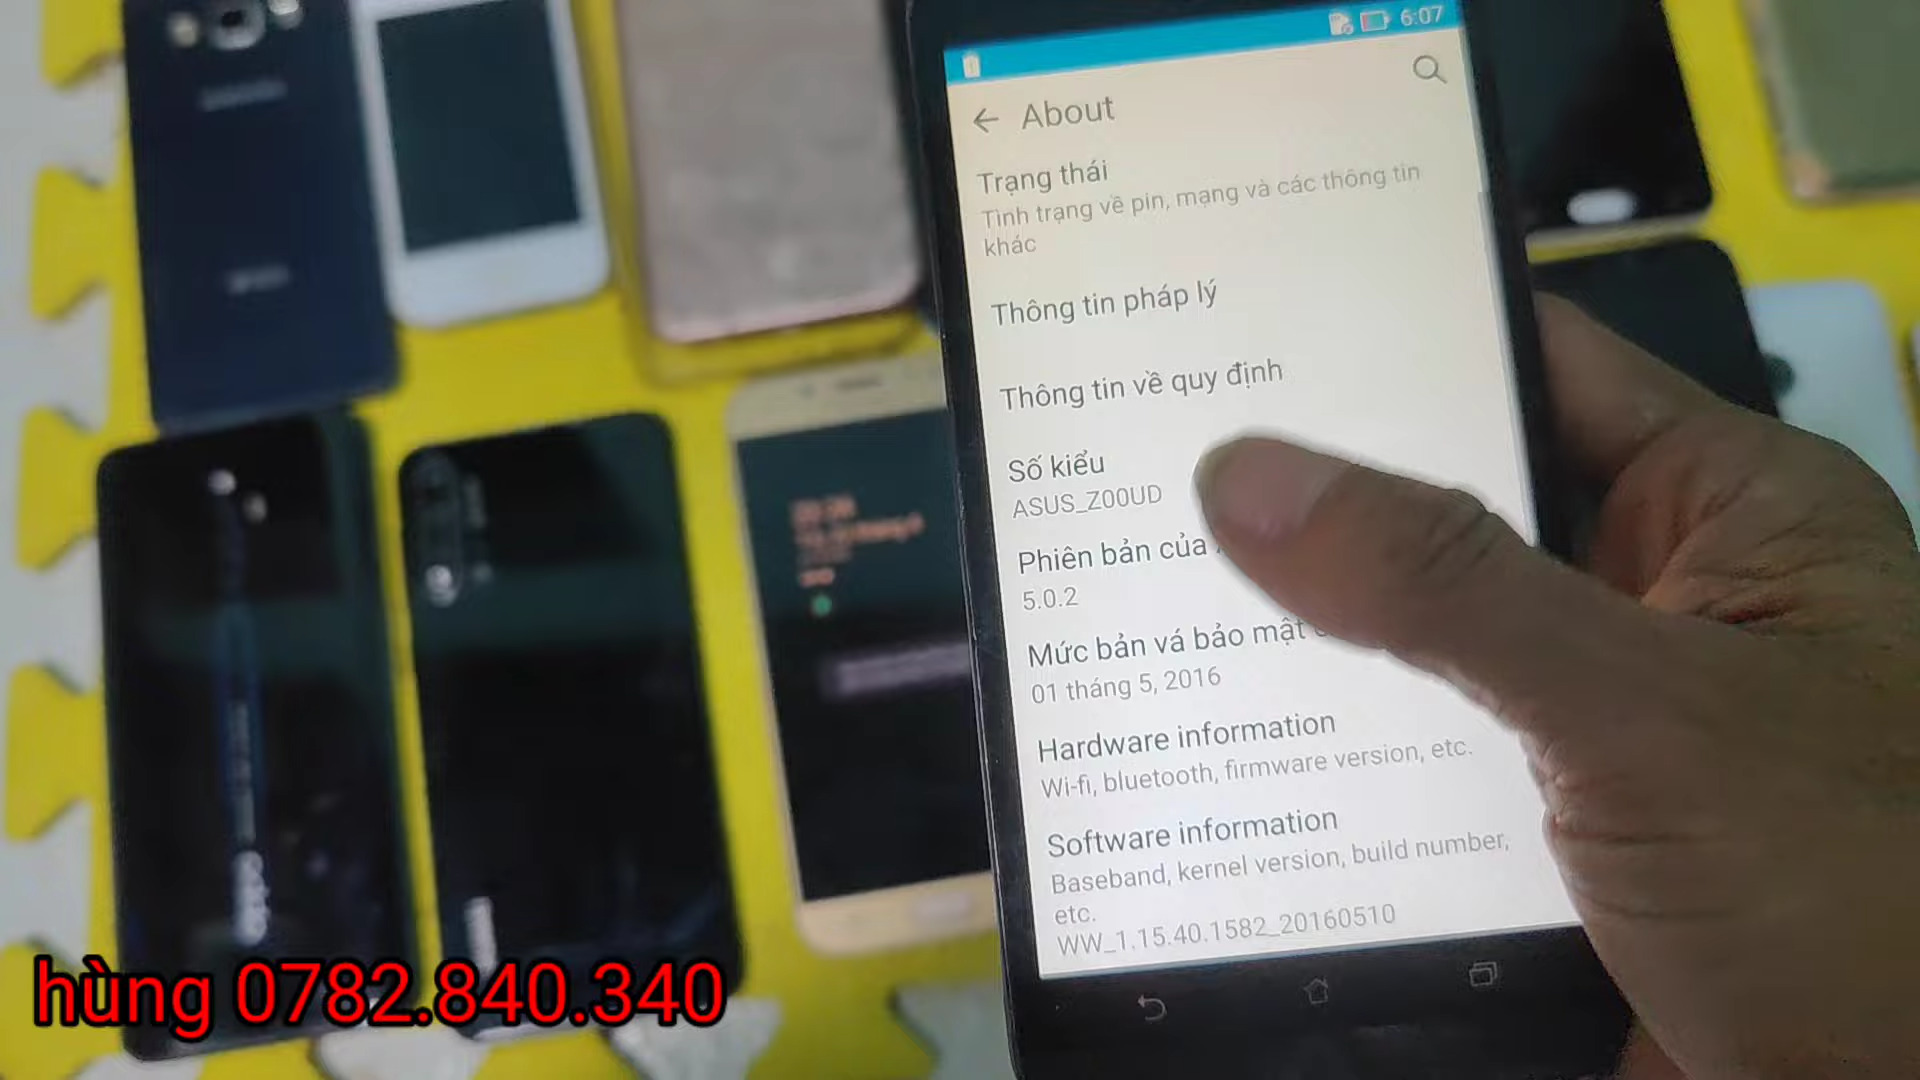 6:07
About
Trạng thái
Tình trạng về pin, mạng và các thông tin
khác
Thông tin pháp lý
Thông tin về quy định
Số kiểu
ASUS_Z00UD
Phiên bản của
5.0.2
Mức bản vá bảo mật
01 tháng 5, 2016
Hardware information
Wi-fi, bluetooth, firmware version, etc.
Software information
Baseband, kernel version, build number,
etc.
WW_1.15.40.1582_20160510
hùng 0782.840.340